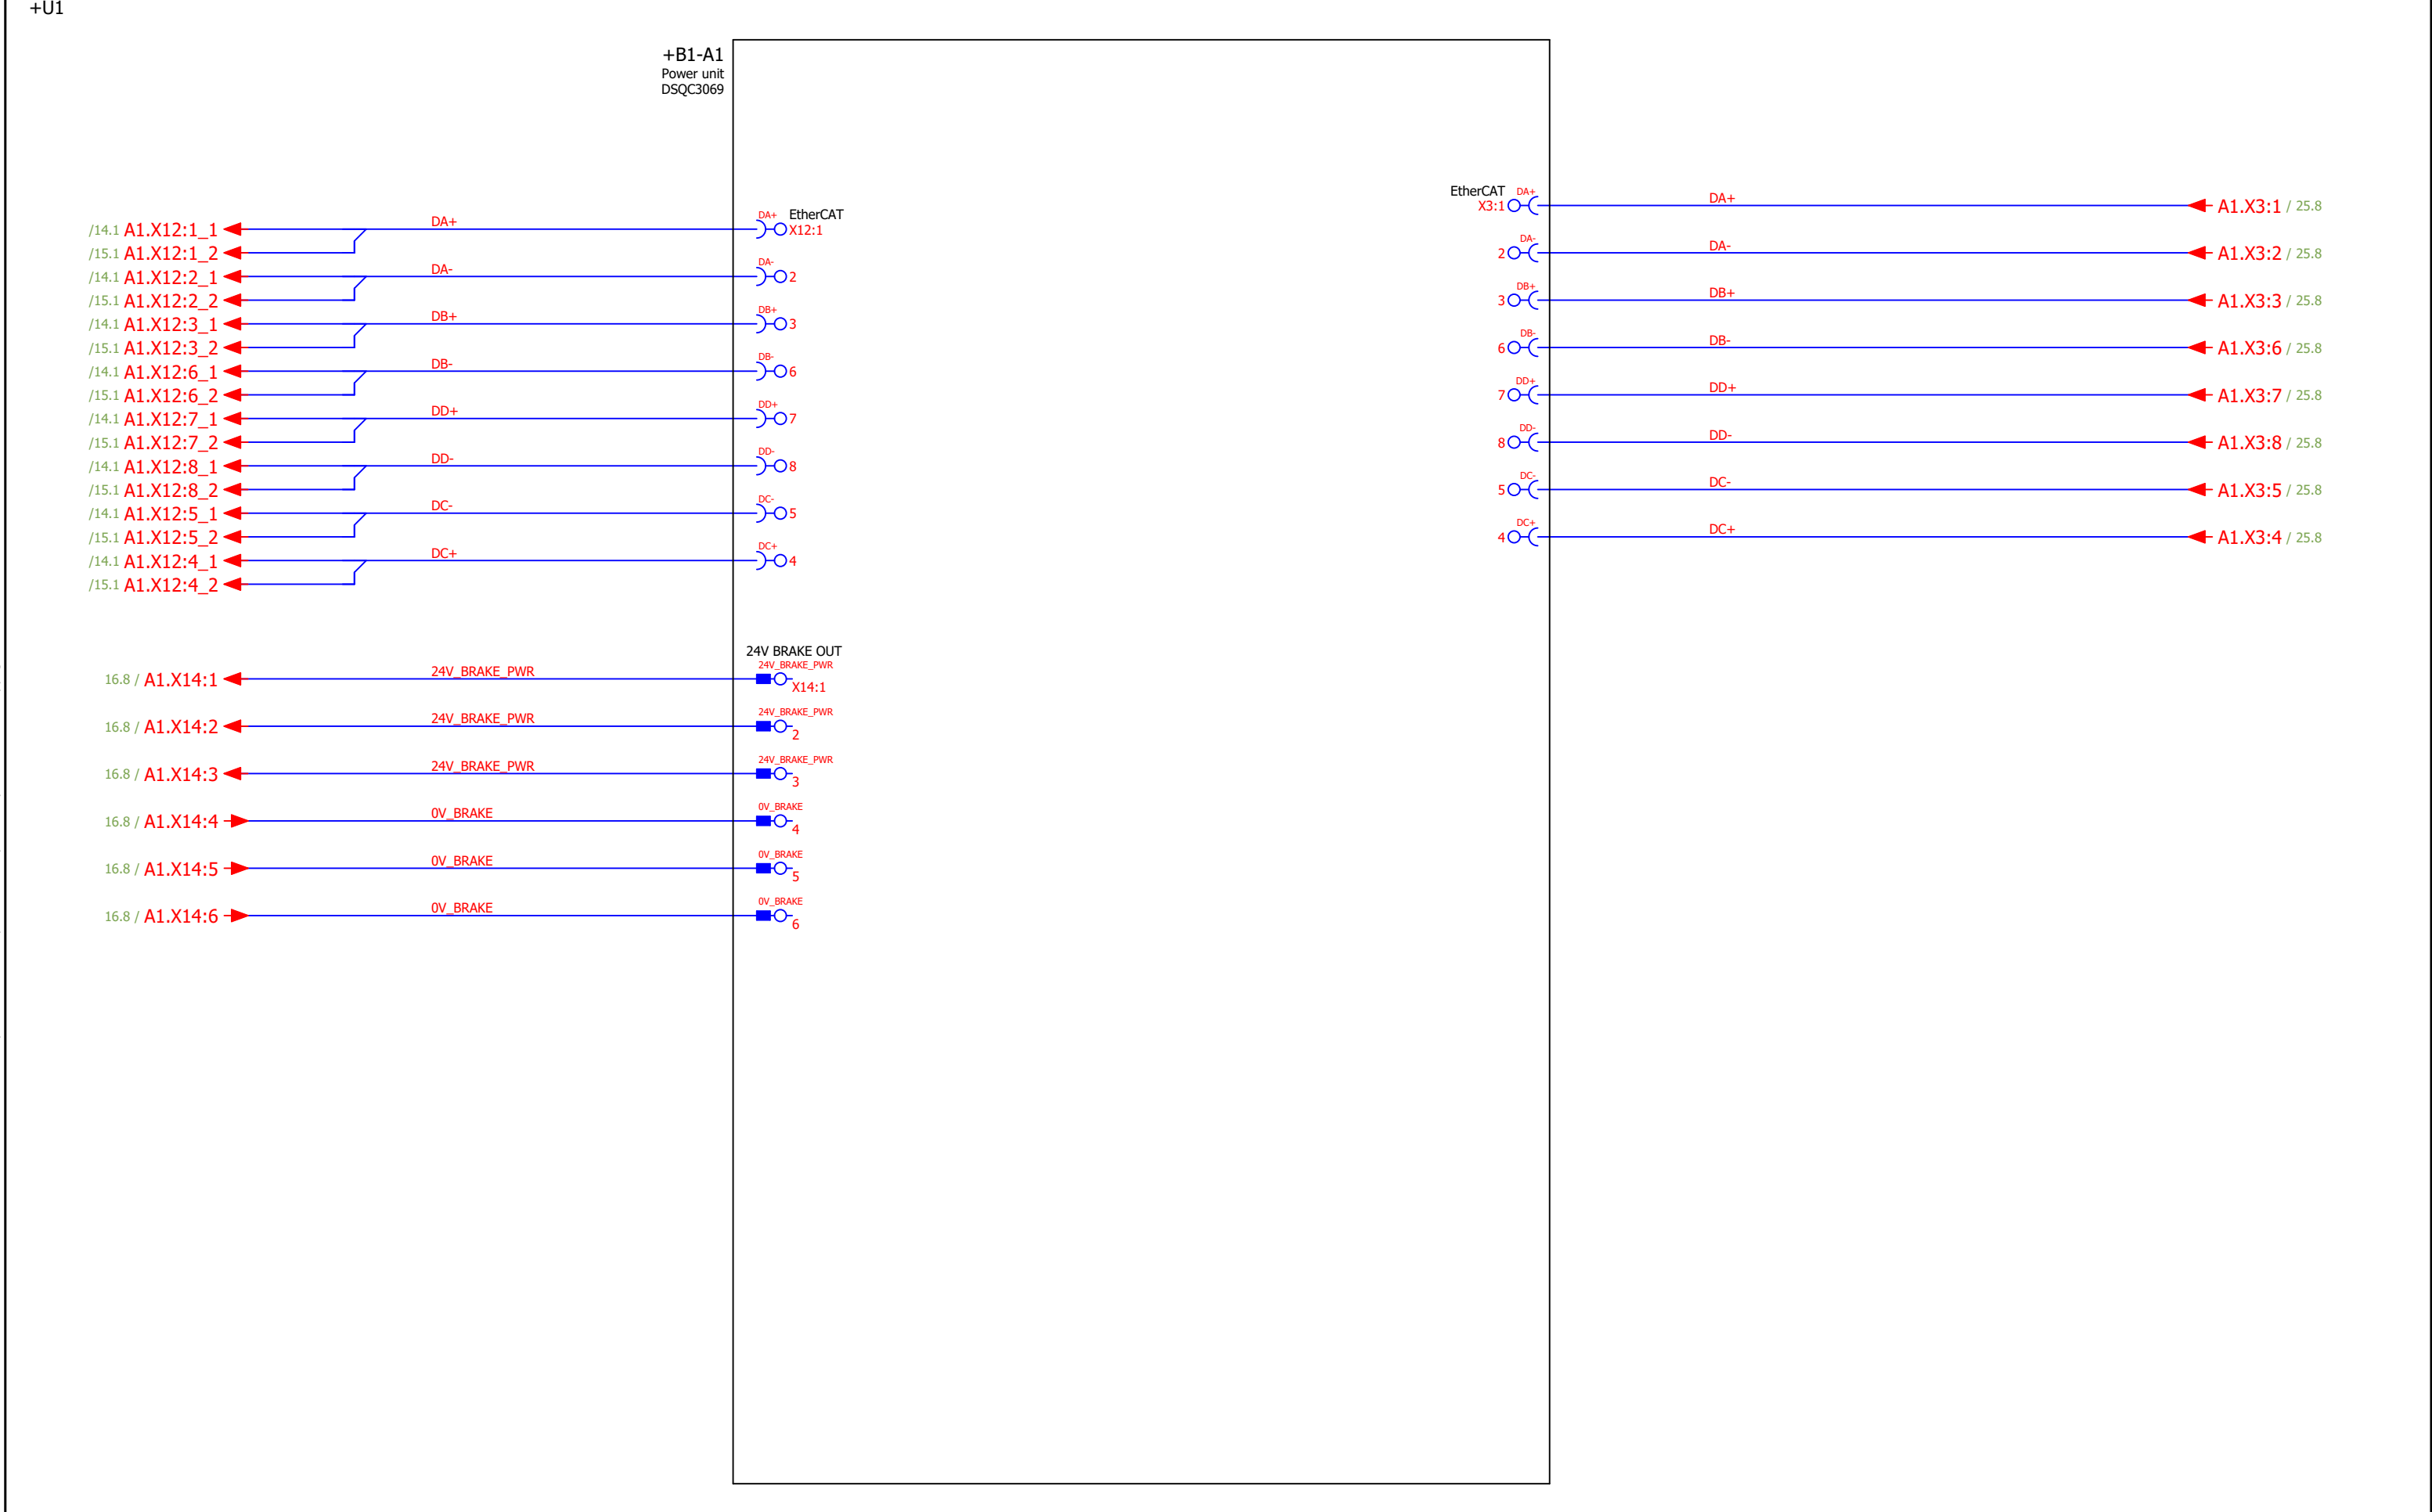 +U1
+B1-A1
Power unit
DSQC3069
EtherCAT DA+
X3:1
DA+
A1.X3:1 / 25.8
/14.1 A1.X12:1_1
DA+
DA+ EtherCAT
X12:1
/15.1 A1.X12:1_2
DA-
2
DA-
A1.X3:2 / 25.8
/14.1 A1.X12:2_1
DA-
DA-
2
/15.1 A1.X12:2_2
DB+
3
DB+
A1.X3:3 / 25.8
/14.1 A1.X12:3_1
DB+
DB+
3
/15.1 A1.X12:3_2
DB-
6
DB-
A1.X3:6 / 25.8
/14.1 A1.X12:6_1
DB-
DB-
6
/15.1 A1.X12:6_2
DD+
7
DD+
A1.X3:7 / 25.8
/14.1 A1.X12:7_1
DD+
DD+
7
/15.1 A1.X12:7_2
DD-
8
DD-
A1.X3:8 / 25.8
/14.1 A1.X12:8_1
DD-
DD-
8
/15.1 A1.X12:8_2
DC-
5
DC-
A1.X3:5 / 25.8
/14.1 A1.X12:5_1
DC-
DC-
5
/15.1 A1.X12:5_2
DC+
4
DC+
A1.X3:4 / 25.8
/14.1 A1.X12:4_1
DC+
DC+
4
/15.1 A1.X12:4_2
24V BRAKE OUT
16.8 / A1.X14:1
24V_BRAKE_PWR
24V_BRAKE_PWR
X14:1
16.8 / A1.X14:2
24V_BRAKE_PWR
24V_BRAKE_PWR
2
16.8 / A1.X14:3
24V_BRAKE_PWR
24V_BRAKE_PWR
3
16.8 / A1.X14:4
0V_BRAKE
0V_BRAKE
4
16.8 / A1.X14:5
0V_BRAKE
0V_BRAKE
5
16.8 / A1.X14:6
0V_BRAKE
0V_BRAKE
6